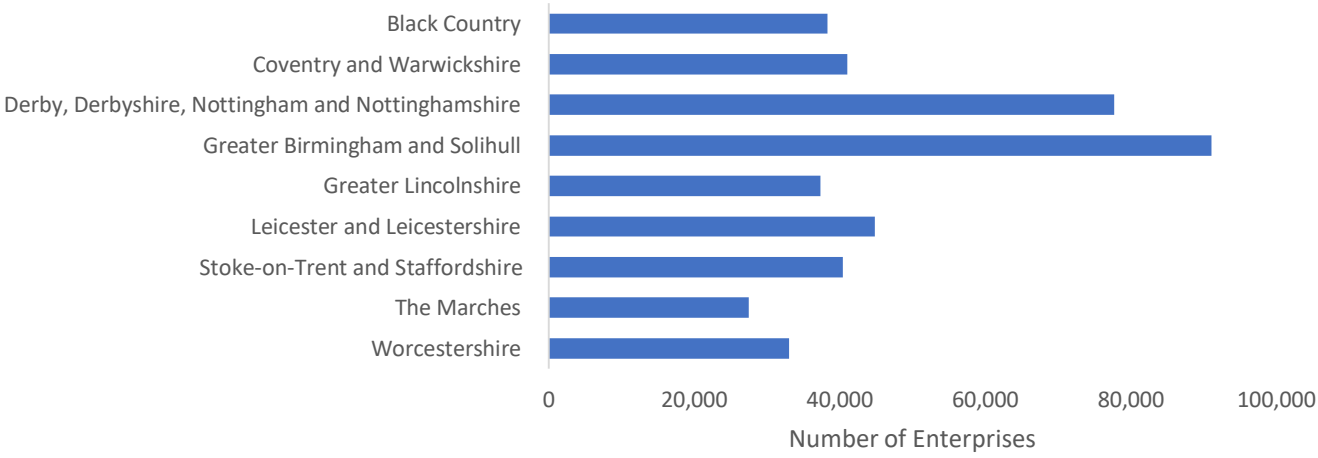 Black Country
Coventry and Warwickshire
Derby, Derbyshire, Nottingham and Nottinghamshire
Greater Birmingham and Solihull
Greater Lincolnshire
Leicester and Leicestershire
Stoke-on-Trent and Staffordshire
The Marches
Worcestershire
0 20,000 40,000 60,000 80,000 100,000
Number of Enterprises